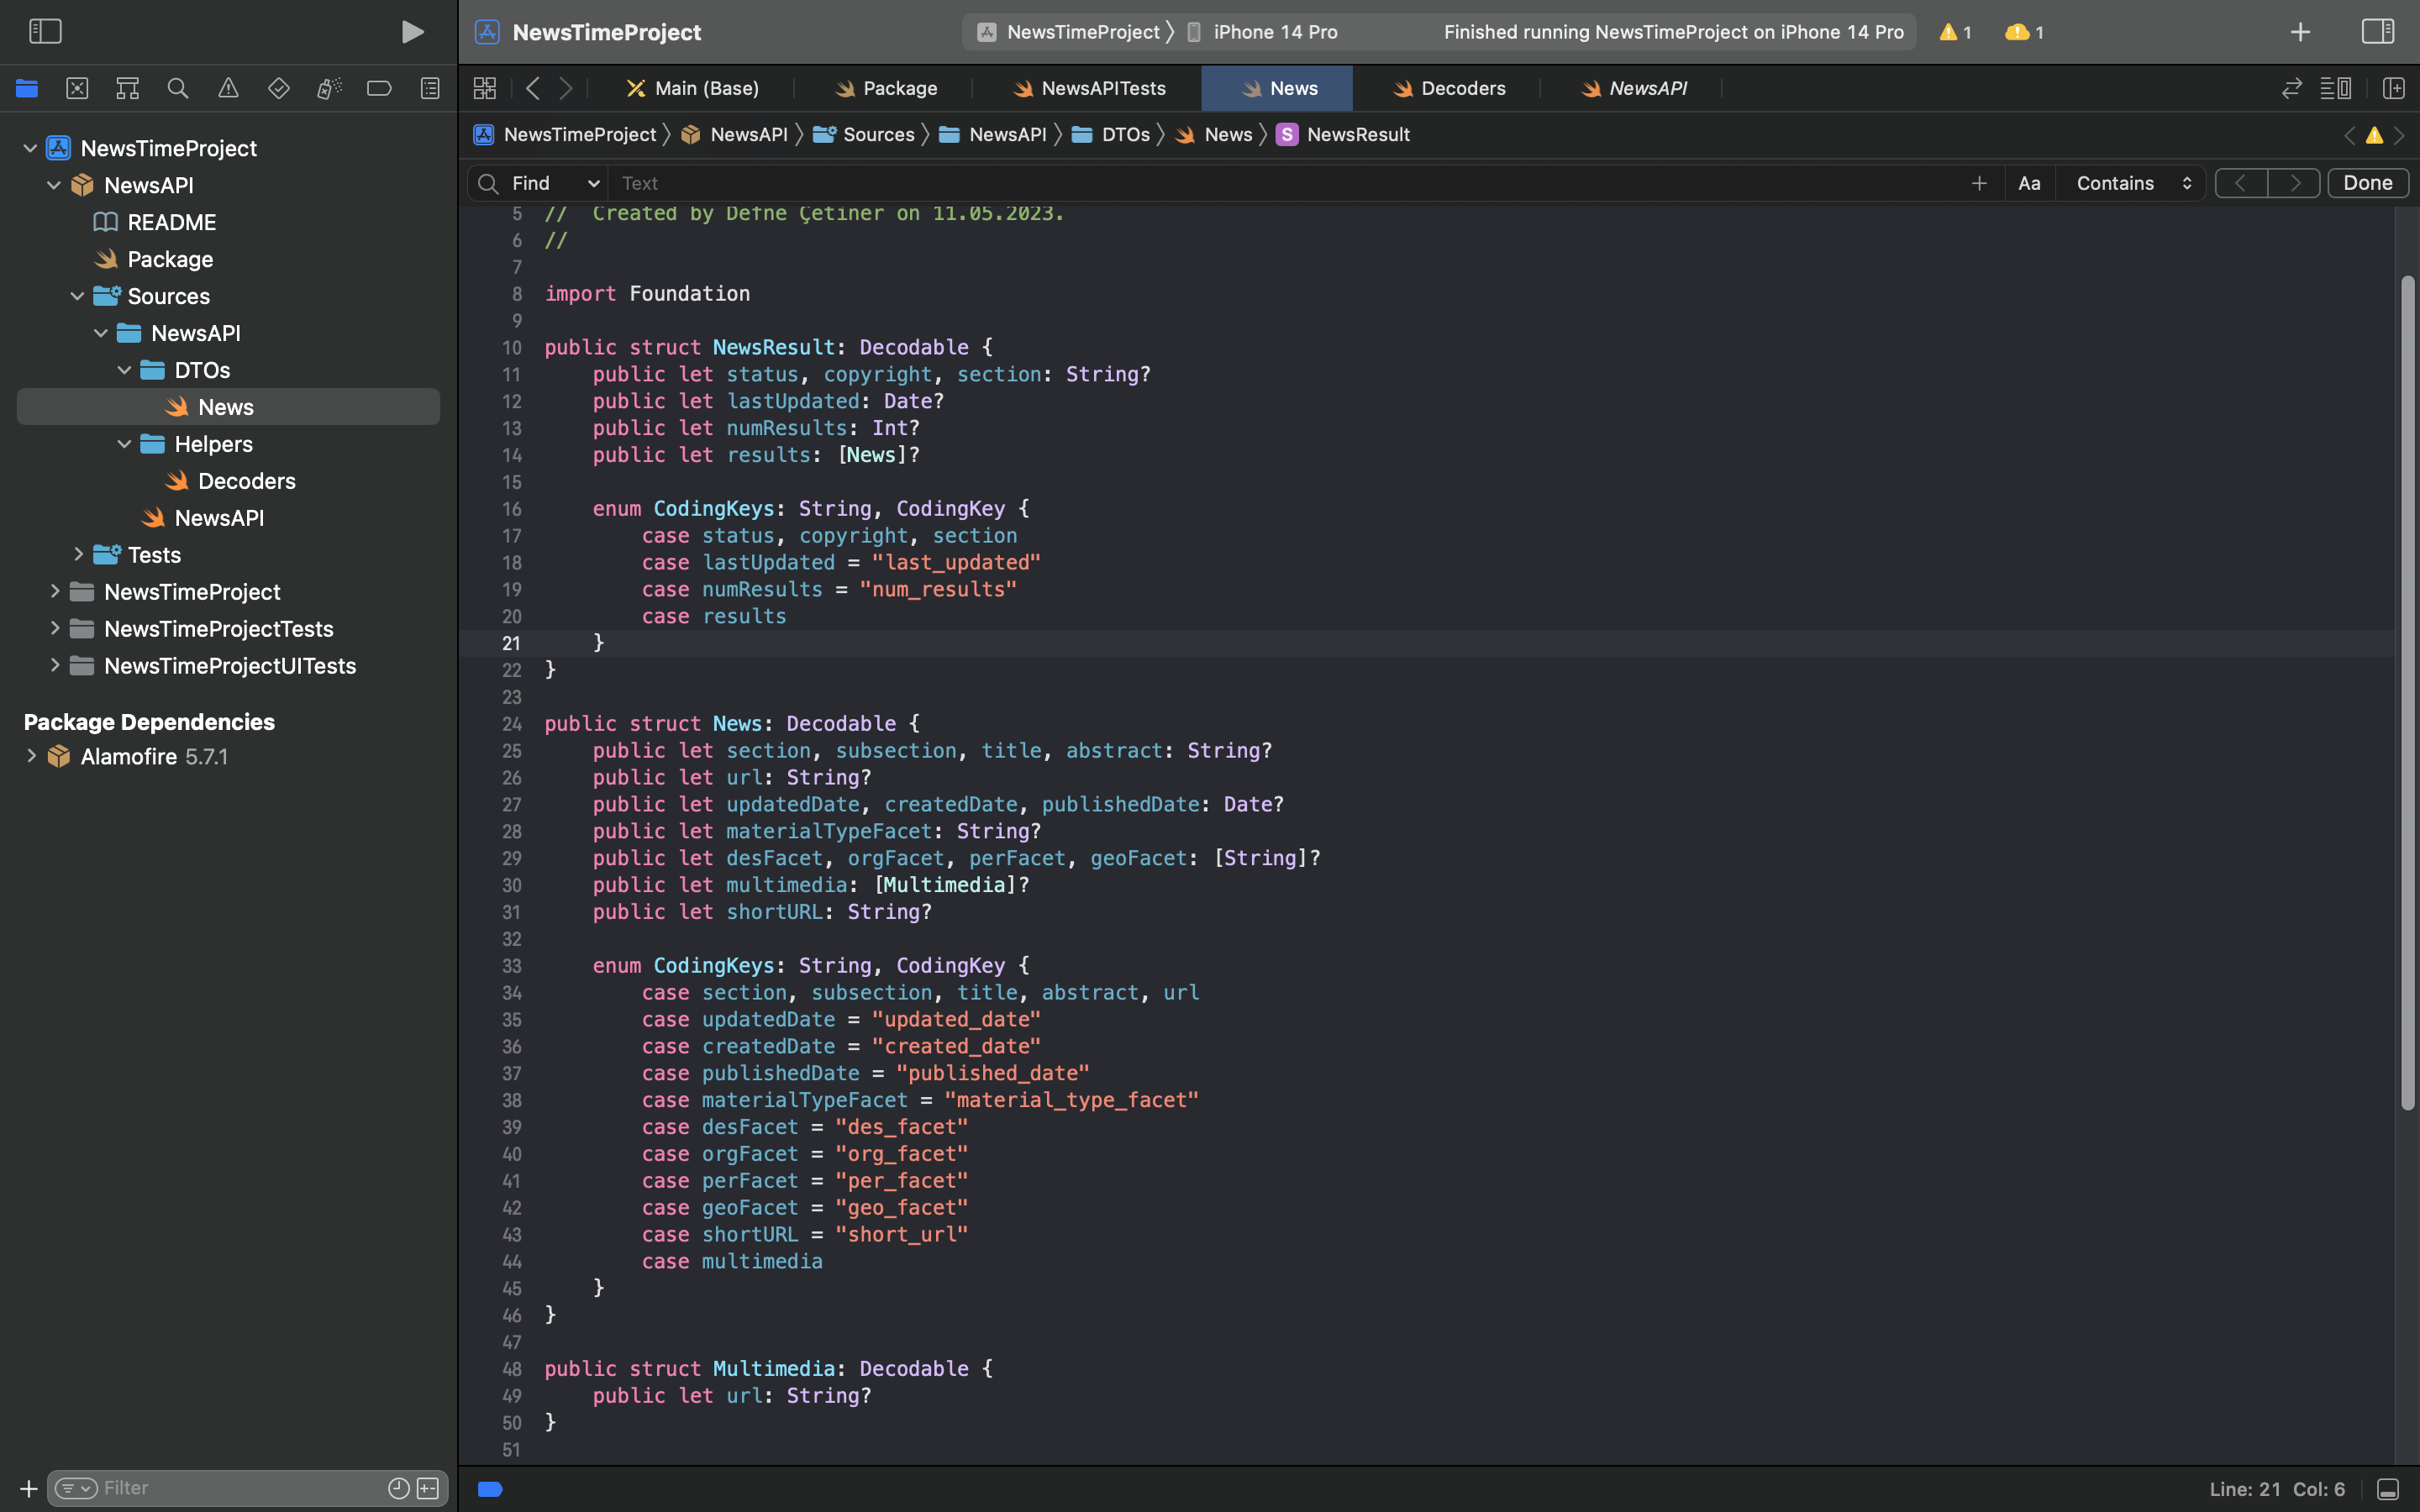 NewsTimeProject
NewsTimeProject
iPhone 14 Pro
Finished running NewsTimeProject on iPhone 14 Pro
1
1
Main (Base)
Package
NewsAPITests
News
Decoders
NewsAPI
NewsTimeProject
NewsAPI
Sources
NewsAPI
DTOs
News
S
NewsResult
Find
Text
Aa
Contains
Done
NewsTimeProject
NewsAPI
README
Package
Sources
NewsAPI
DTOs
News
Helpers
Decoders
NewsAPI
Tests
NewsTimeProject
NewsTimeProjectTests
NewsTimeProjectUITests
Package Dependencies
Alamofire 5.7.1
Filter
5 //  Created by Defne Çetiner on 11.05.2023.
6 //
7
8 import Foundation
9
10 public struct NewsResult: Decodable {
11     public let status, copyright, section: String?
12     public let lastUpdated: Date?
13     public let numResults: Int?
14     public let results: [News]?
15
16     enum CodingKeys: String, CodingKey {
17         case status, copyright, section
18         case lastUpdated = "last_updated"
19         case numResults = "num_results"
20         case results
21     }
22 }
23
24 public struct News: Decodable {
25     public let section, subsection, title, abstract: String?
26     public let url: String?
27     public let updatedDate, createdDate, publishedDate: Date?
28     public let materialTypeFacet: String?
29     public let desFacet, orgFacet, perFacet, geoFacet: [String]?
30     public let multimedia: [Multimedia]?
31     public let shortURL: String?
32
33     enum CodingKeys: String, CodingKey {
34         case section, subsection, title, abstract, url
35         case updatedDate = "updated_date"
36         case createdDate = "created_date"
37         case publishedDate = "published_date"
38         case materialTypeFacet = "material_type_facet"
39         case desFacet = "des_facet"
40         case orgFacet = "org_facet"
41         case perFacet = "per_facet"
42         case geoFacet = "geo_facet"
43         case shortURL = "short_url"
44         case multimedia
45     }
46 }
47
48 public struct Multimedia: Decodable {
49     public let url: String?
50 }
51
Line: 21 Col: 6